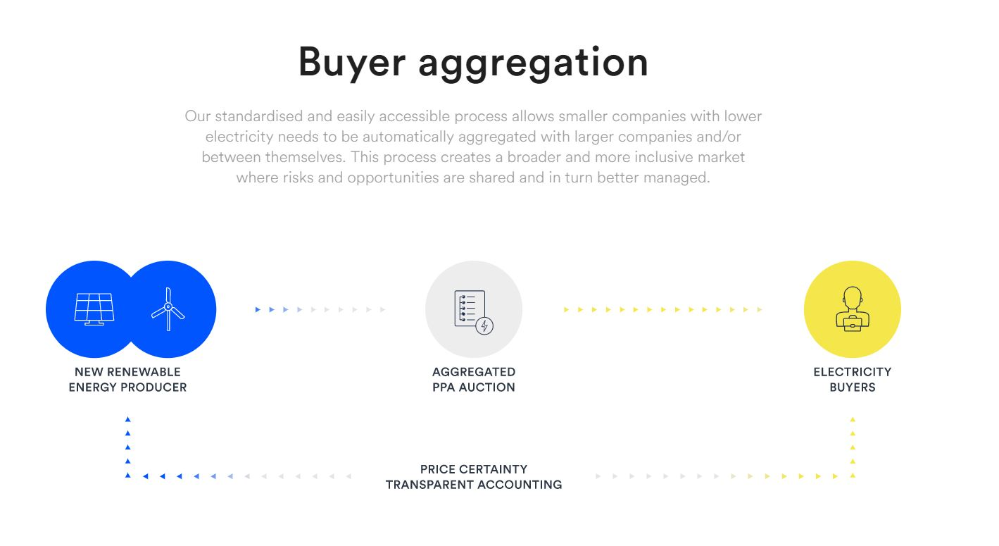 Buyer aggregation
Our standardised and easily accessible process allows smaller companies with lower
electricity needs to be automatically aggregated with larger companies and/or
between themselves. This process creates a broader and more inclusive market
where risks and opportunities are shared and in turn better managed.
NEW RENEWABLE
ENERGY PRODUCER
AGGREGATED
PPA AUCTION
ELECTRICITY
BUYERS
PRICE CERTAINTY
TRANSPARENT ACCOUNTING